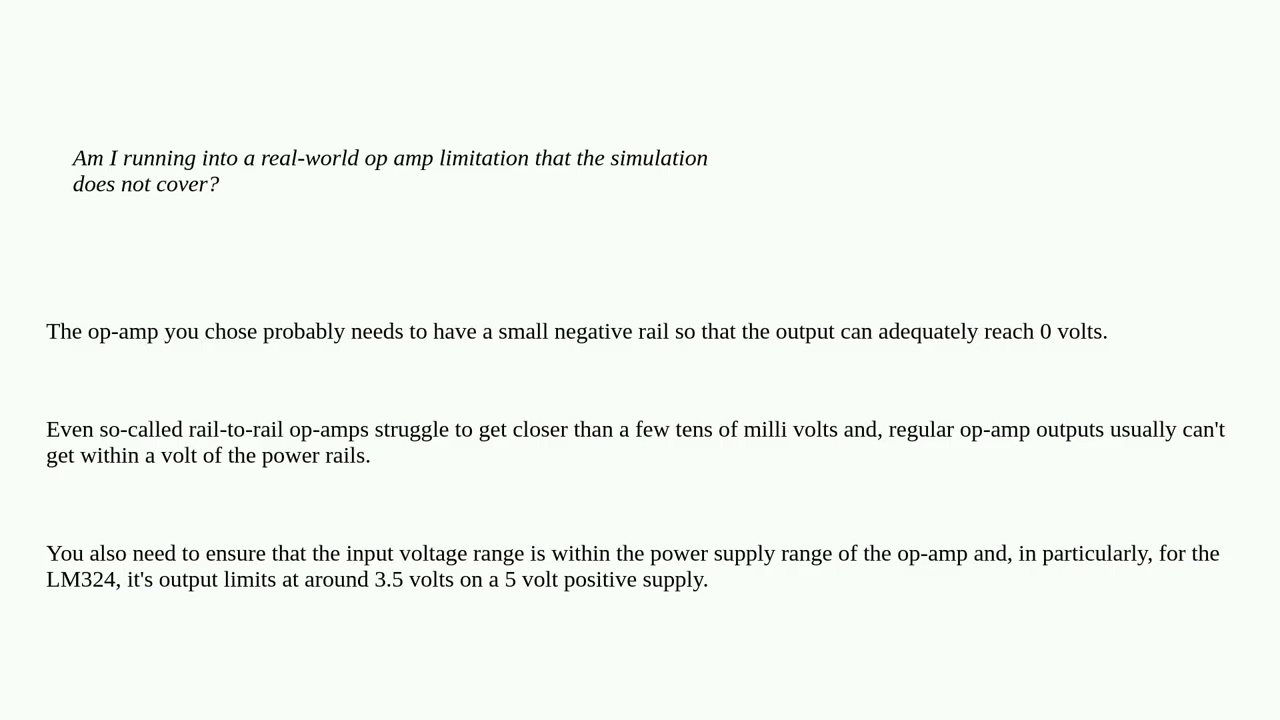 Am I running into a real-world op amp limitation that the simulation
does not cover?
The op-amp you chose probably needs to have a small negative rail so that the output can adequately reach 0 volts.
Even so-called rail-to-rail op-amps struggle to get closer than a few tens of milli volts and, regular op-amp outputs usually can't
get within a volt of the power rails.
You also need to ensure that the input voltage range is within the power supply range of the op-amp and, in particularly, for the
LM324, it's output limits at around 3.5 volts on a 5 volt positive supply.